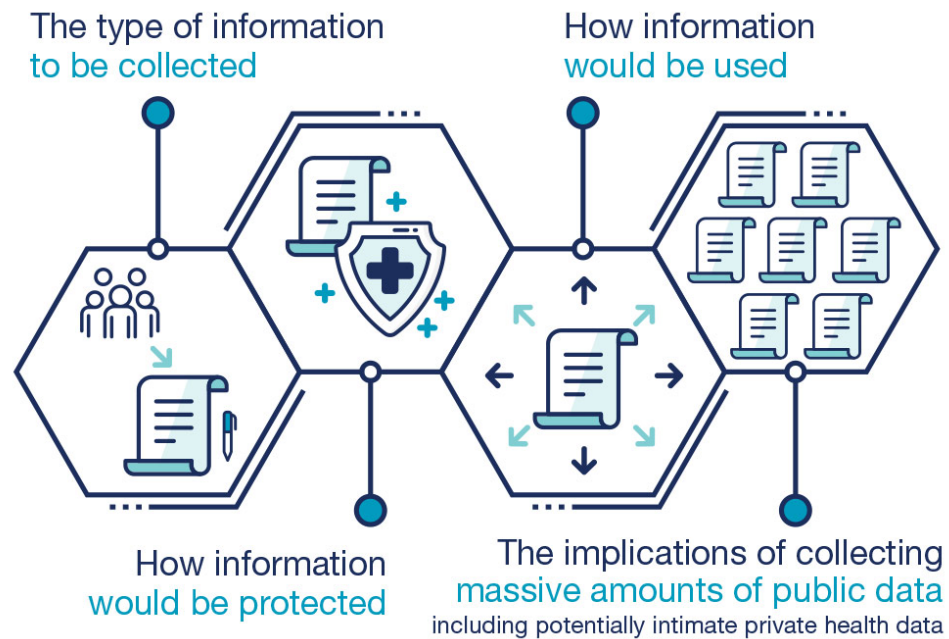 The type of information
to be collected
How information
would be protected
How information
would be used
The implications of collecting
massive amounts of public data
including potentially intimate private health data